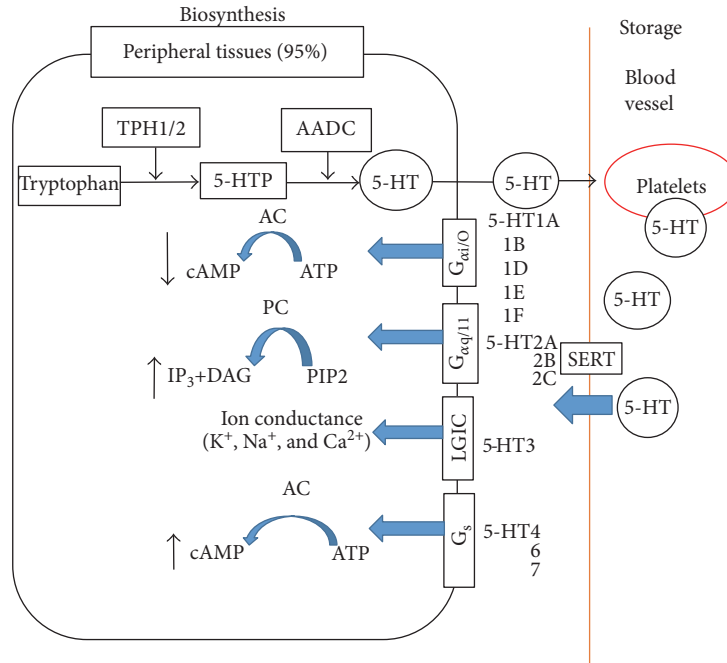 Biosynthesis
Peripheral tissues (95%)
Storage
Blood
vessel
TPH1/2
AADC
Tryptophan
5-HTP
5-HT
5-HT
Platelets
5-HT
AC
cAMP
ATP
G αi/O
5-HT1A
1B
1D
1E
1F
5-HT
PC
IP3+DAG
PIP2
G αq/11
5-HT2A
2B
2C
SERT
5-HT
Ion conductance
(K+, Na+, and Ca2+)
LGIC
5-HT3
AC
cAMP
ATP
Gs
5-HT4
6
7